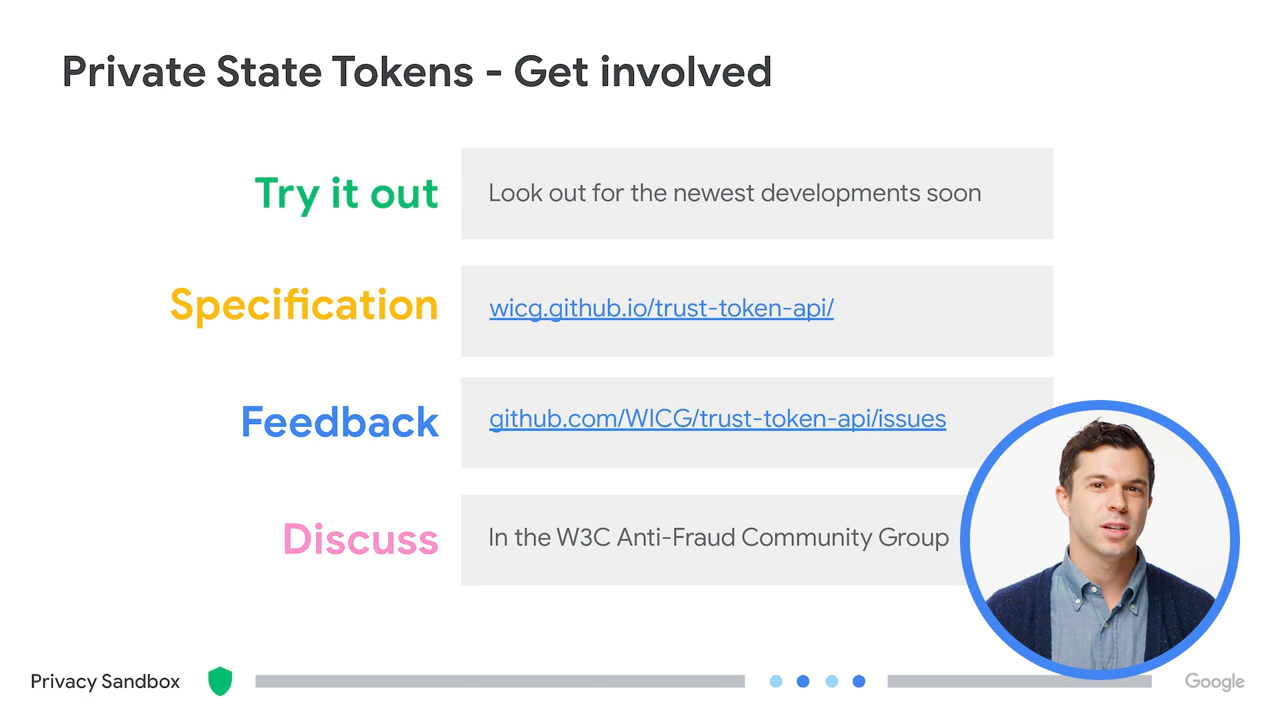 Private State Tokens - Get involved
Try it out
Look out for the newest developments soon
Specification
wicg.github.io/trust-token-api/
Feedback
github.com/WICG/trust-token-api/issues
Discuss
In the W3C Anti-Fraud Community Group
Privacy Sandbox
Google